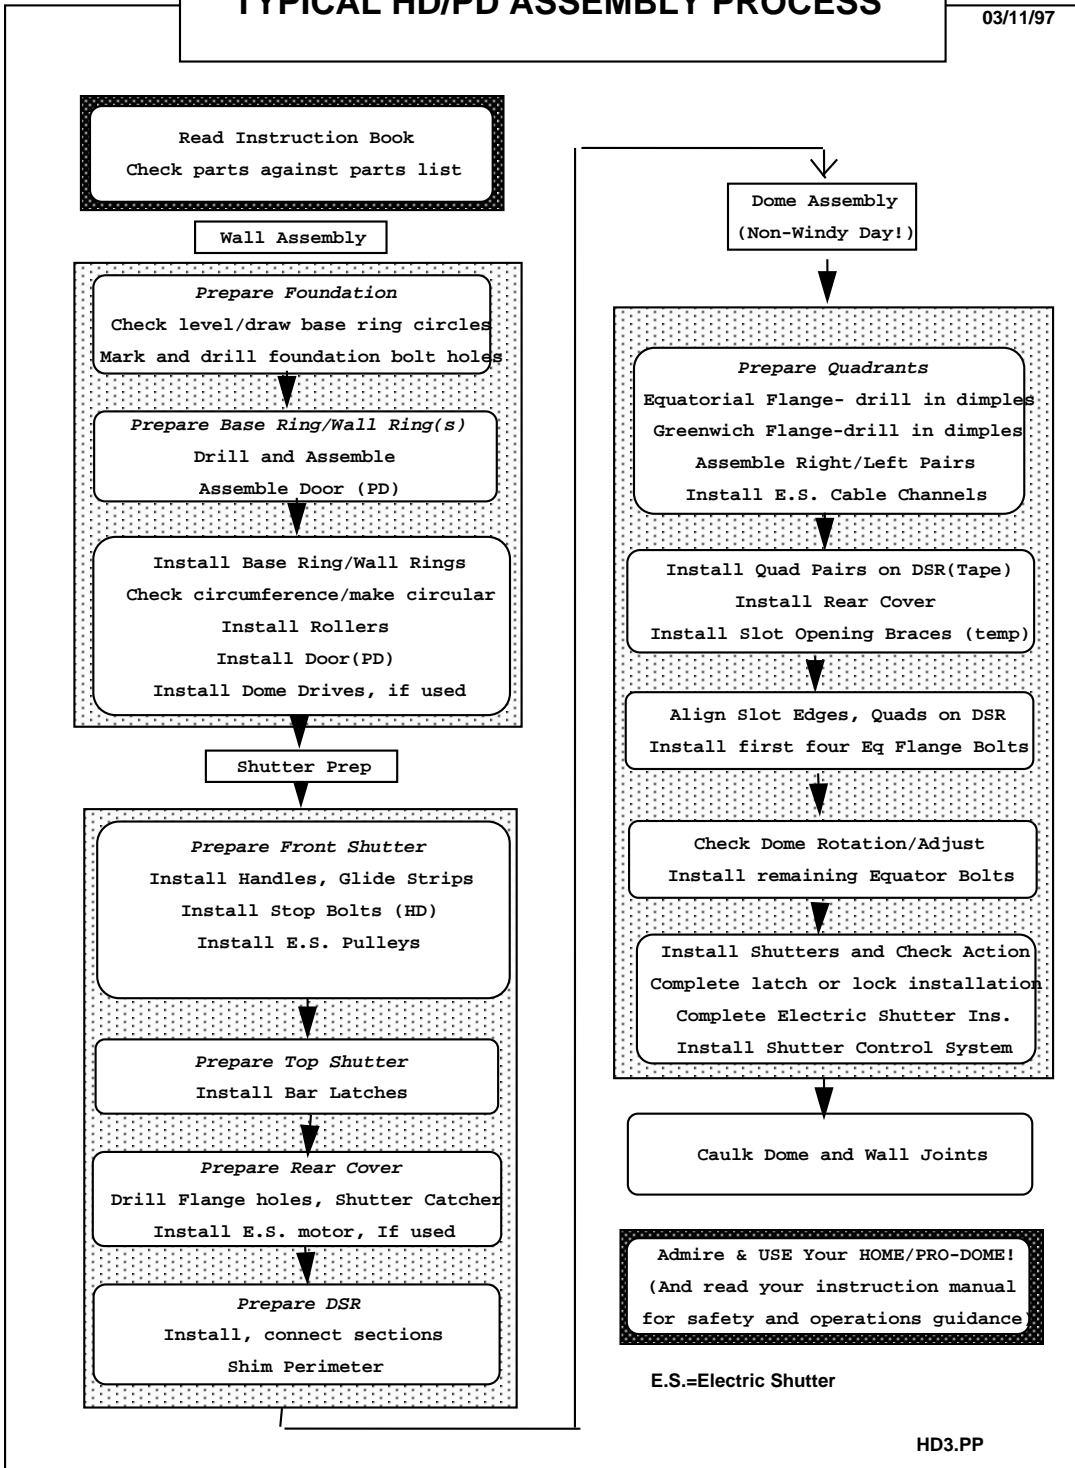 TYPICAL HD/PD ASSEMBLY PROCESS
03/11/97
Read Instruction Book
Check parts against parts list
Wall Assembly
Prepare Foundation
Check level/draw base ring circles
Mark and drill foundation bolt holes
Prepare Base Ring/Wall Ring(s)
Drill and Assemble
Assemble Door (PD)
Install Base Ring/Wall Rings
Check circumference/make circular
Install Rollers
Install Door(PD)
Install Dome Drives, if used
Shutter Prep
Prepare Front Shutter
Install Handles, Glide Strips
Install Stop Bolts (HD)
Install E.S. Pulleys
Prepare Top Shutter
Install Bar Latches
Prepare Rear Cover
Drill Flange holes, Shutter Catcher
Install E.S. motor, If used
Prepare DSR
Install, connect sections
Shim Perimeter
Dome Assembly
(Non-Windy Day!)
Prepare Quadrants
Equatorial Flange- drill in dimples
Greenwich Flange-drill in dimples
Assemble Right/Left Pairs
Install E.S. Cable Channels
Install Quad Pairs on DSR(Tape)
Install Rear Cover
Install Slot Opening Braces (temp)
Align Slot Edges, Quads on DSR
Install first four Eq Flange Bolts
Check Dome Rotation/Adjust
Install remaining Equator Bolts
Install Shutters and Check Action
Complete latch or lock installation
Complete Electric Shutter Ins.
Install Shutter Control System
Caulk Dome and Wall Joints
Admire & USE Your HOME/PRO-DOME!
(And read your instruction manual
for safety and operations guidance)
E.S.=Electric Shutter
HD3.PP